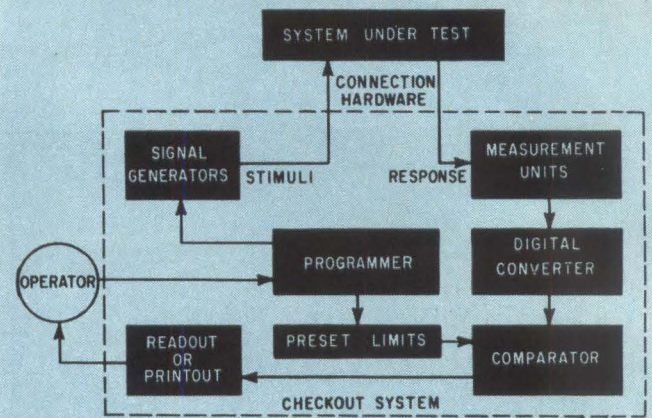 SYSTEM UNDER TEST
CONNECTION
HARDWARE
SIGNAL
GENERATORS
STIMULI
RESPONSE
MEASUREMENT
UNITS
OPERATOR
PROGRAMMER
DIGITAL
CONVERTER
READOUT
OR
PRINTOUT
PRESET LIMITS
COMPARATOR
CHECKOUT SYSTEM